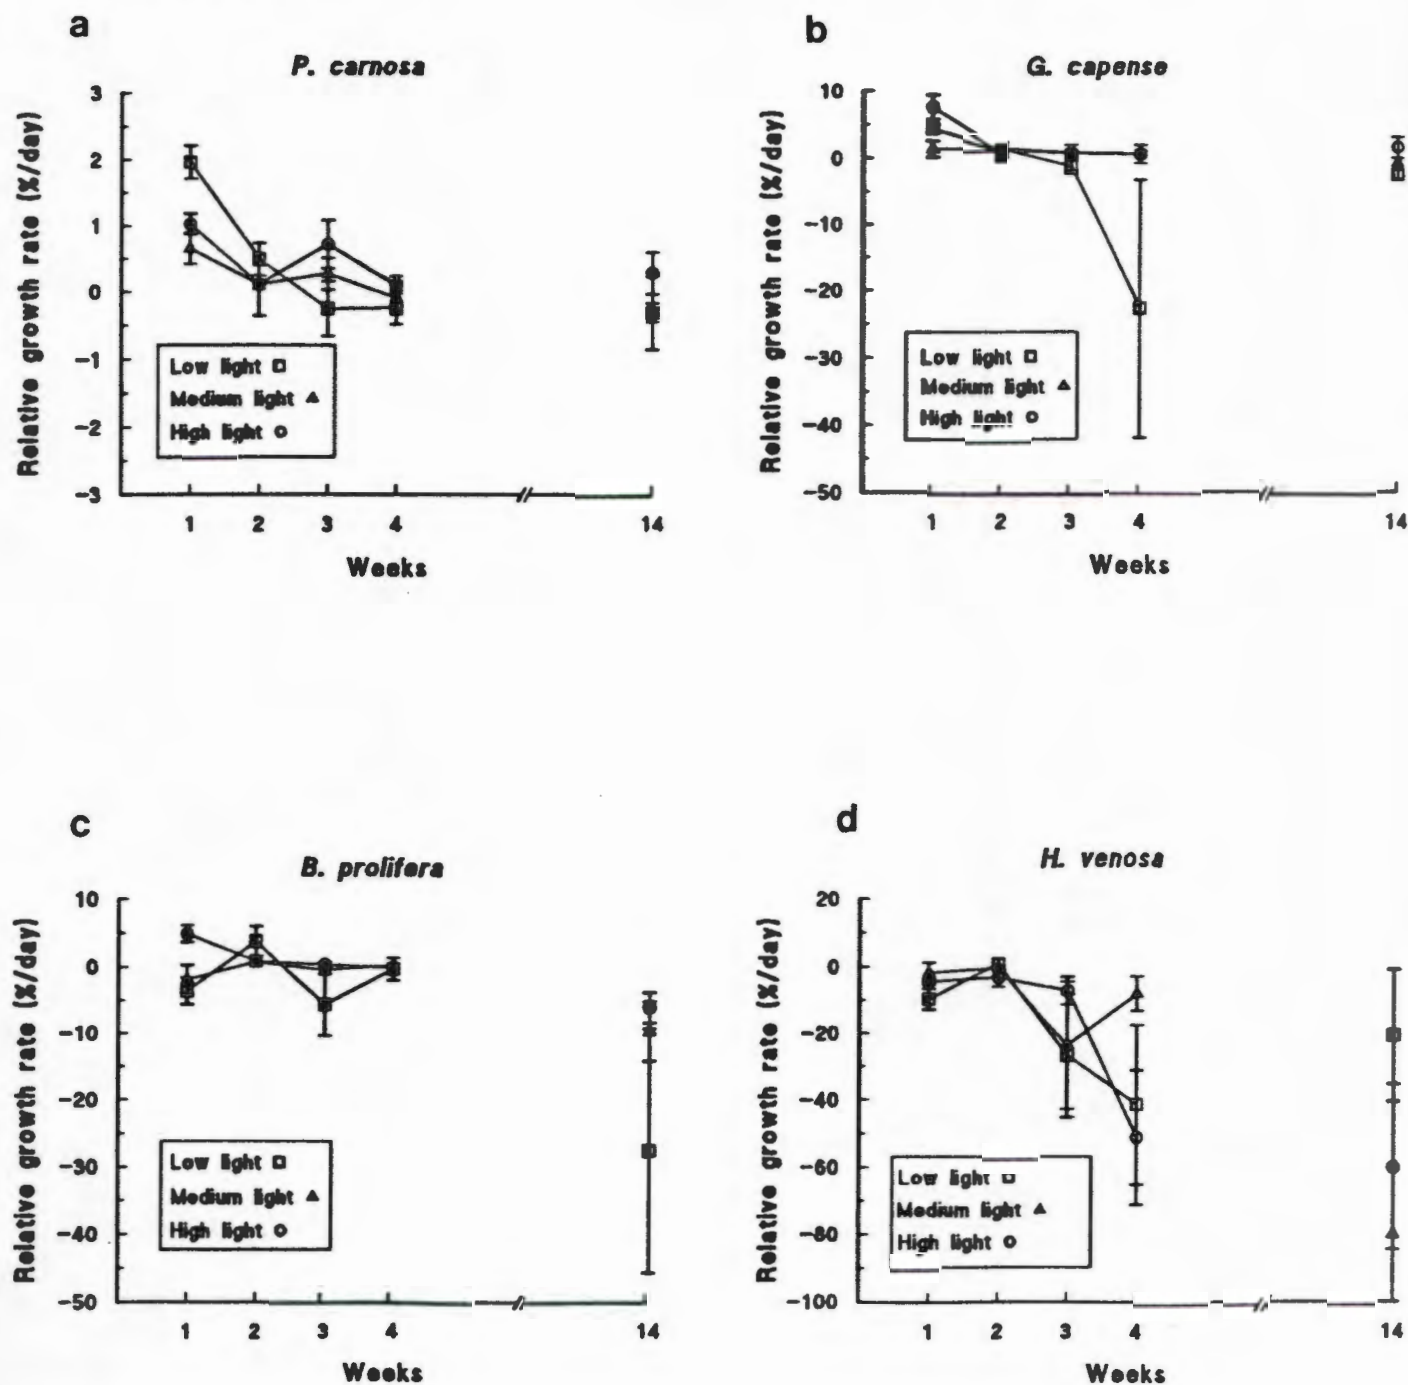 a
P. carnosa
Relative growth rate (%/day)
3
2
1
0
−1
−2
−3
Low light
Medium light
High light
1 2 3 4 14
Weeks
b
G. capense
Relative growth rate (%/day)
10
0
−10
−20
−30
−40
−50
Low light
Medium light
High light
1 2 3 4 14
Weeks
c
B. prolifera
Relative growth rate (%/day)
10
0
−10
−20
−30
−40
−50
Low light
Medium light
High light
1 2 3 4 14
Weeks
d
H. venosa
Relative growth rate (%/day)
20
0
−20
−40
−60
−80
−100
Low light
Medium light
High light
1 2 3 4 14
Weeks